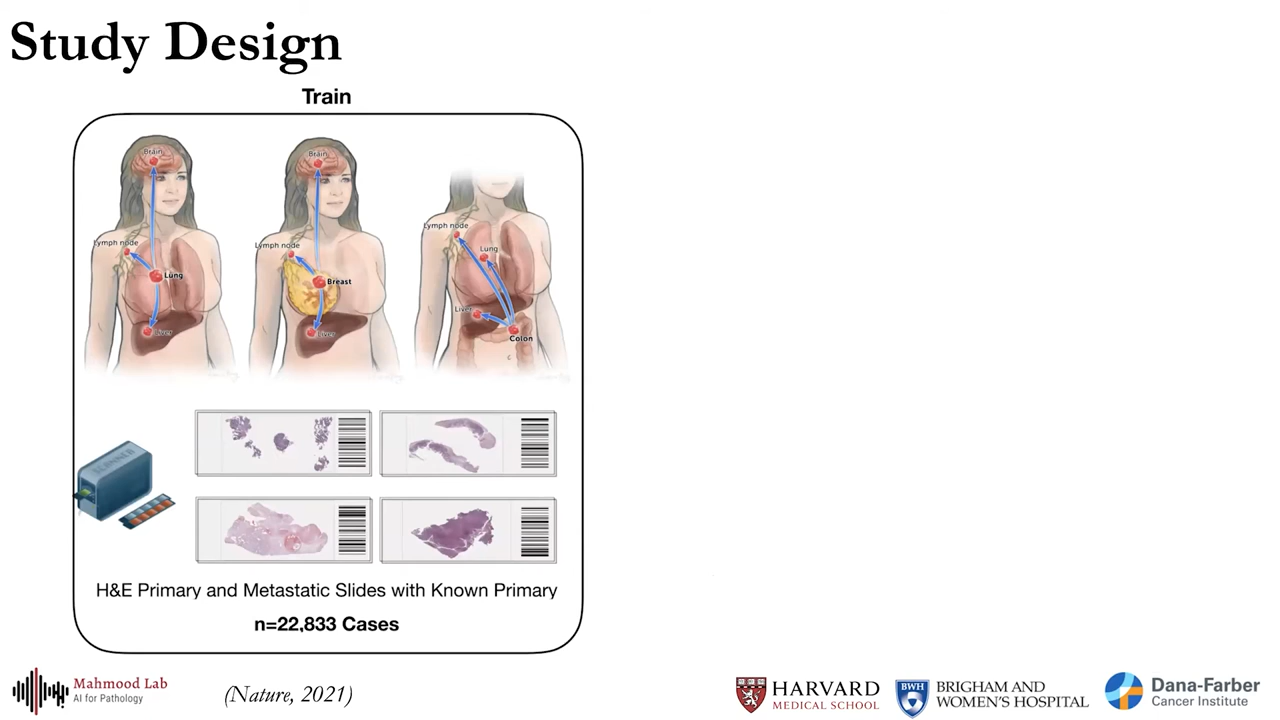 Study Design
Train
Brain
Lymph node
Lung
Liver
Brain
Lymph node
Breast
Liver
Lymph node
Lung
Liver
Colon
SCANNER
H&E Primary and Metastatic Slides with Known Primary
n=22,833 Cases
Mahmood Lab
AI for Pathology
(Nature, 2021)
HARVARD
MEDICAL SCHOOL
BWH
BRIGHAM AND
WOMEN'S HOSPITAL
Dana-Farber
Cancer Institute